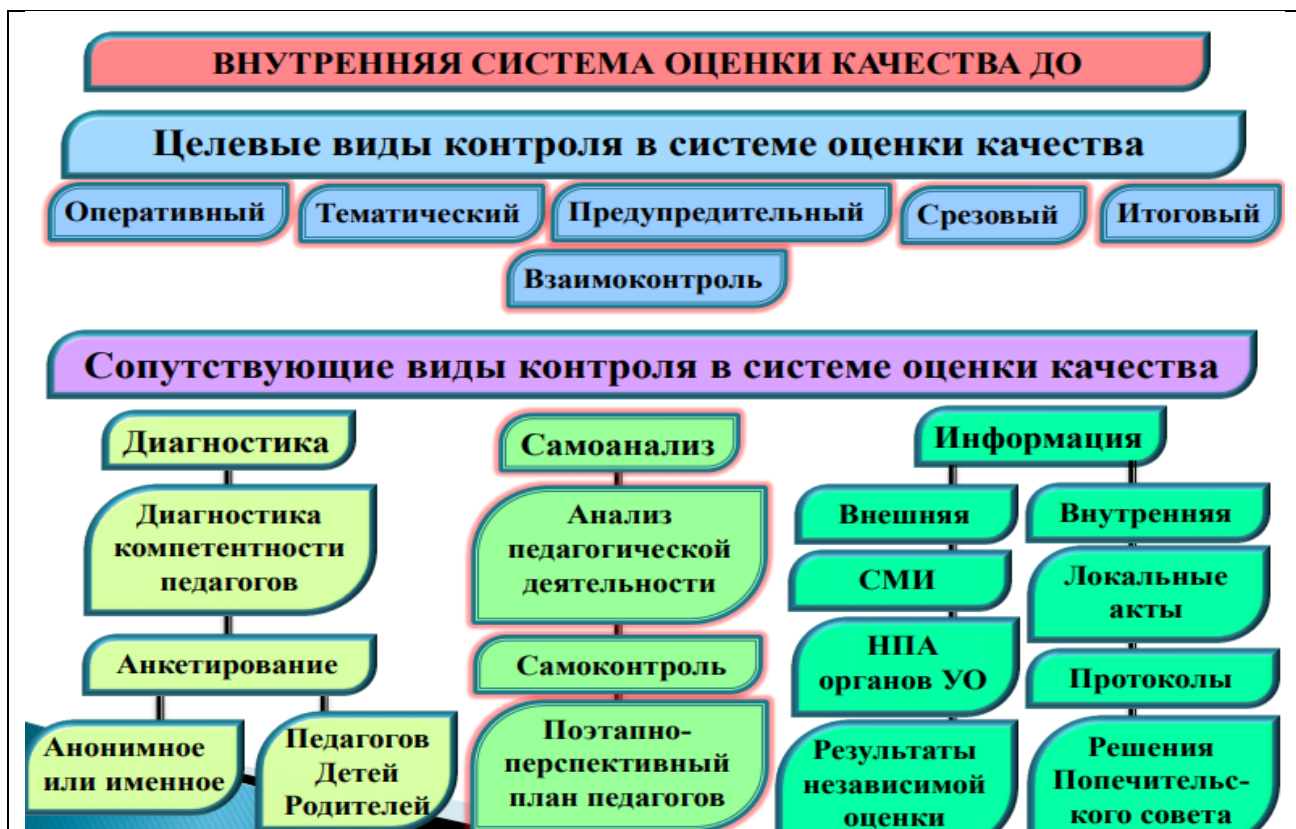 ВНУТРЕННЯЯ СИСТЕМА ОЦЕНКИ КАЧЕСТВА ДО
Целевые виды контроля в системе оценки качества
Оперативный
Тематический
Предупредительный
Срезовый
Итоговый
Взаимоконтроль
Сопутствующие виды контроля в системе оценки качества
Диагностика
Диагностика
компетентности
педагогов
Анкетирование
Анонимное
или именное
Педагогов
Детей
Родителей
Самоанализ
Анализ
педагогической
деятельности
Самоконтроль
Поэтапно-
перспективный
план педагогов
Информация
Внешняя
СМИ
НПА
органов УО
Результаты
независимой
оценки
Внутренняя
Локальные
акты
Протоколы
Решения
Попечительс-
кого совета